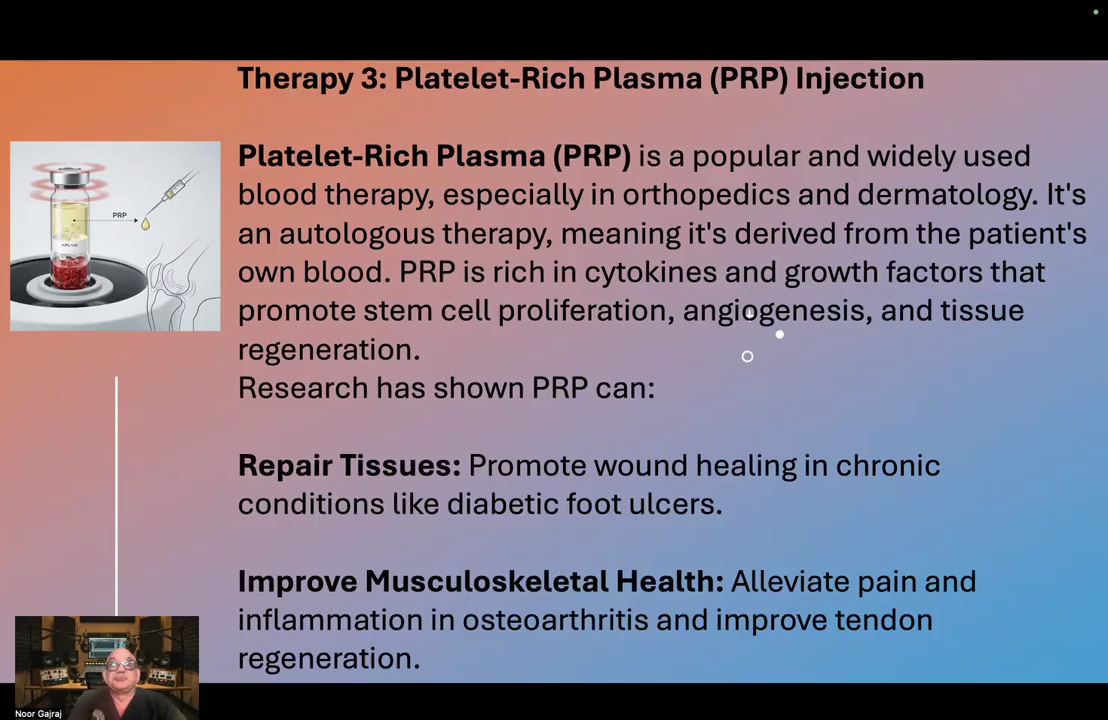 Therapy 3: Platelet-Rich Plasma (PRP) Injection
Platelet-Rich Plasma (PRP) is a popular and widely used
blood therapy, especially in orthopedics and dermatology. It's
an autologous therapy, meaning it's derived from the patient's
own blood. PRP is rich in cytokines and growth factors that
promote stem cell proliferation, angiogenesis, and tissue
regeneration.
Research has shown PRP can:
Repair Tissues: Promote wound healing in chronic
conditions like diabetic foot ulcers.
Improve Musculoskeletal Health: Alleviate pain and
inflammation in osteoarthritis and improve tendon
regeneration.
PRP
Noor Gajraj